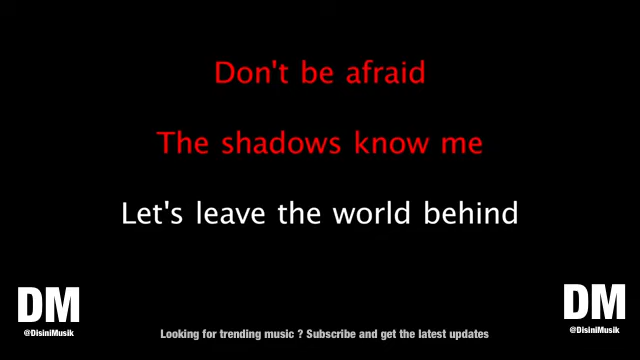 Don't be afraid
The shadows know me
Let's leave the world behind
DM
@DisiniMusik
DM
@DisiniMusik
Looking for trending music ? Subscribe and get the latest updates